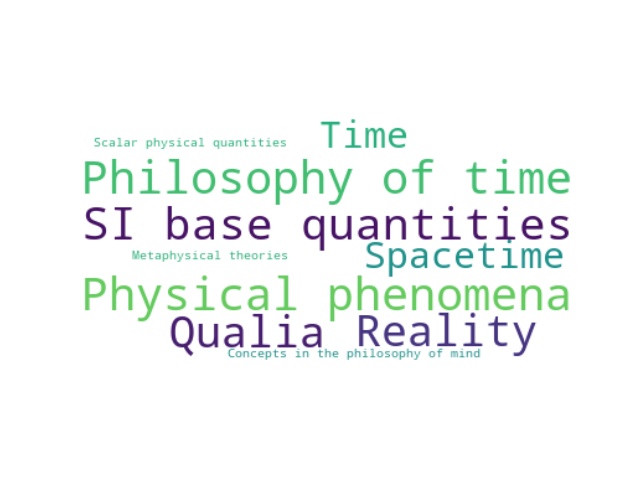 Time
Scalar physical quantities
Philosophy of time
SI base quantities
Spacetime
Metaphysical theories
Physical phenomena
Qualia
Reality
Concepts in the philosophy of mind